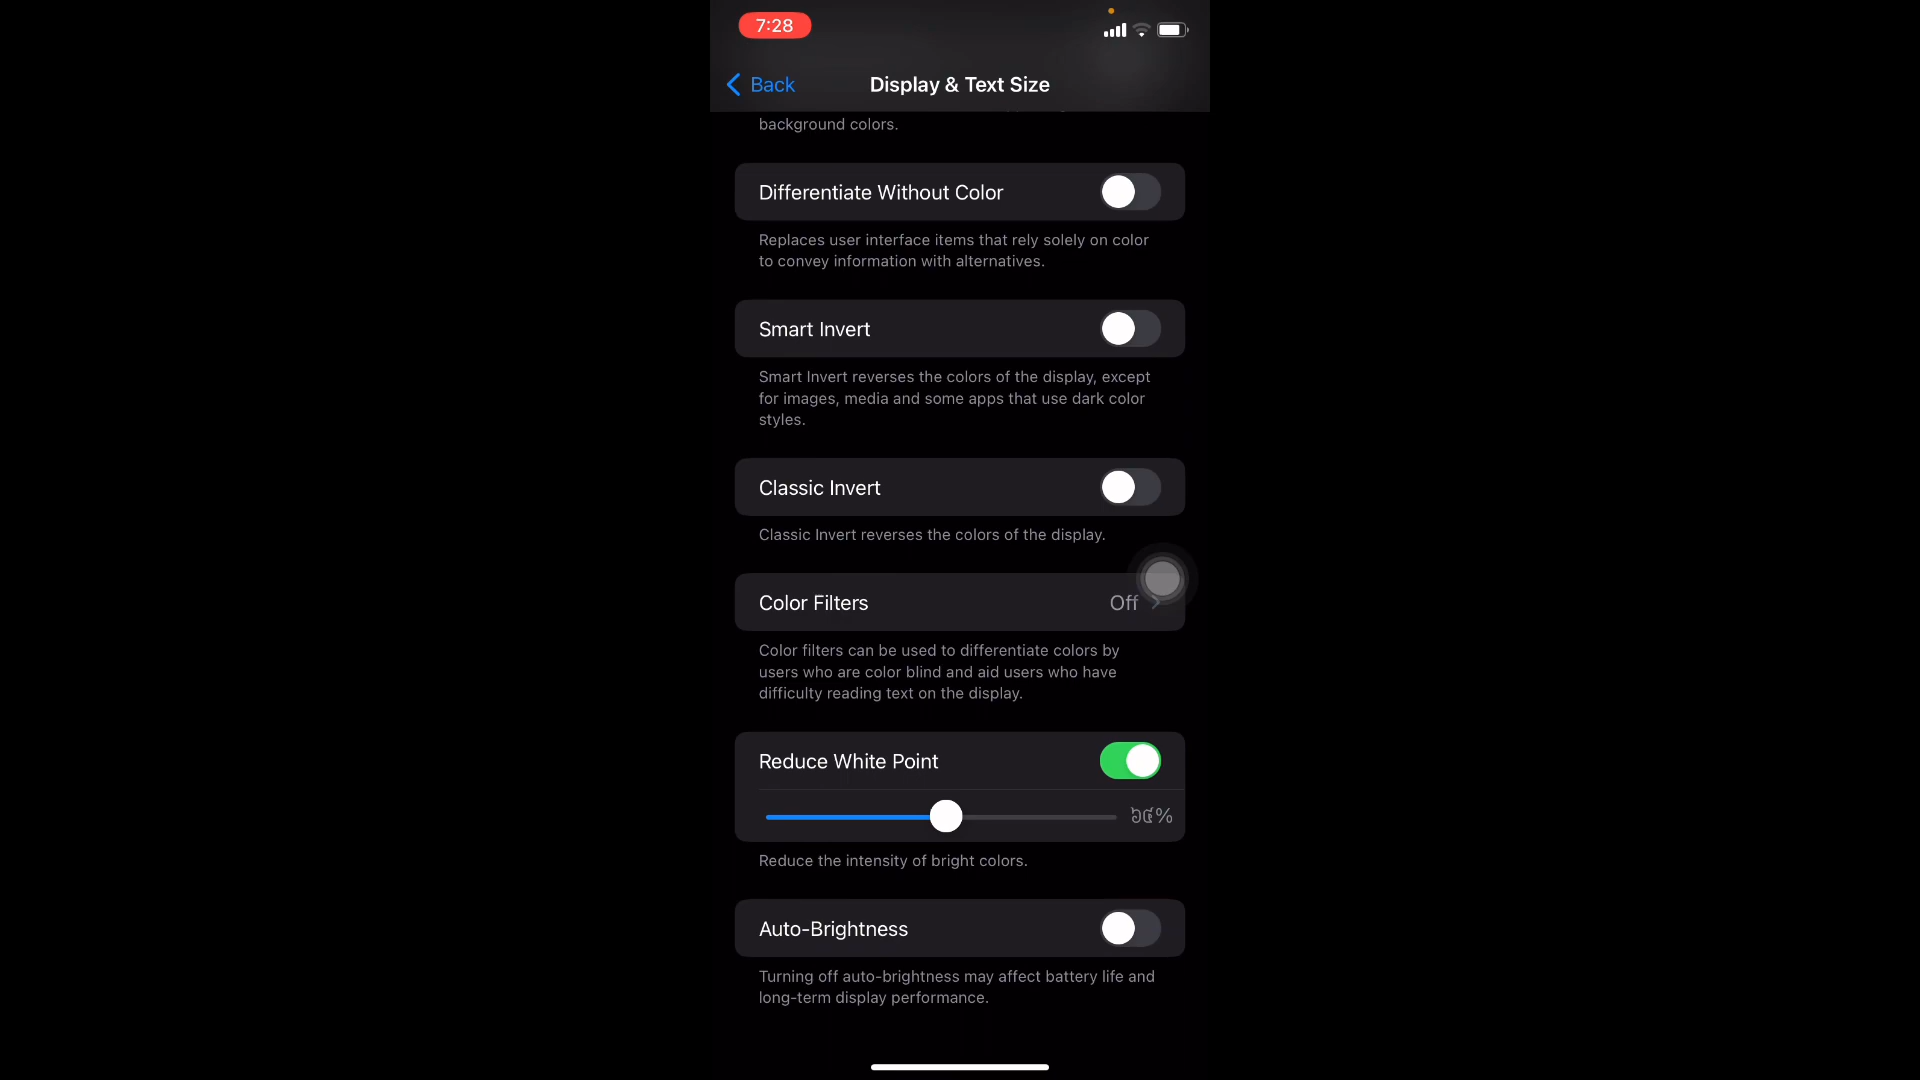 7:28
Back
Display & Text Size
background colors.
Differentiate Without Color
Replaces user interface items that rely solely on color
to convey information with alternatives.
Smart Invert
Smart Invert reverses the colors of the display, except
for images, media and some apps that use dark color
styles.
Classic Invert
Classic Invert reverses the colors of the display.
Color Filters
Off
Color filters can be used to differentiate colors by
users who are color blind and aid users who have
difficulty reading text on the display.
Reduce White Point
Reduce the intensity of bright colors.
Auto-Brightness
Turning off auto-brightness may affect battery life and
long-term display performance.